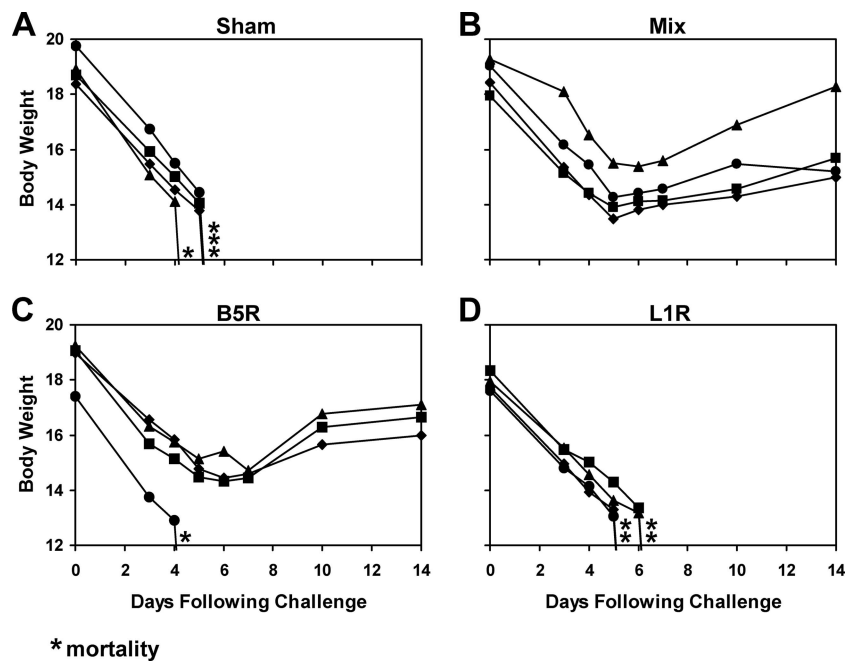 A Sham
B Mix
Body Weight
20
18
16
14
12
*
*
*
*
C B5R
D L1R
Body Weight
20
18
16
14
12
*
* *
* *
0 2 4 6 8 10 12 14
0 2 4 6 8 10 12 14
Days Following Challenge
Days Following Challenge
* mortality